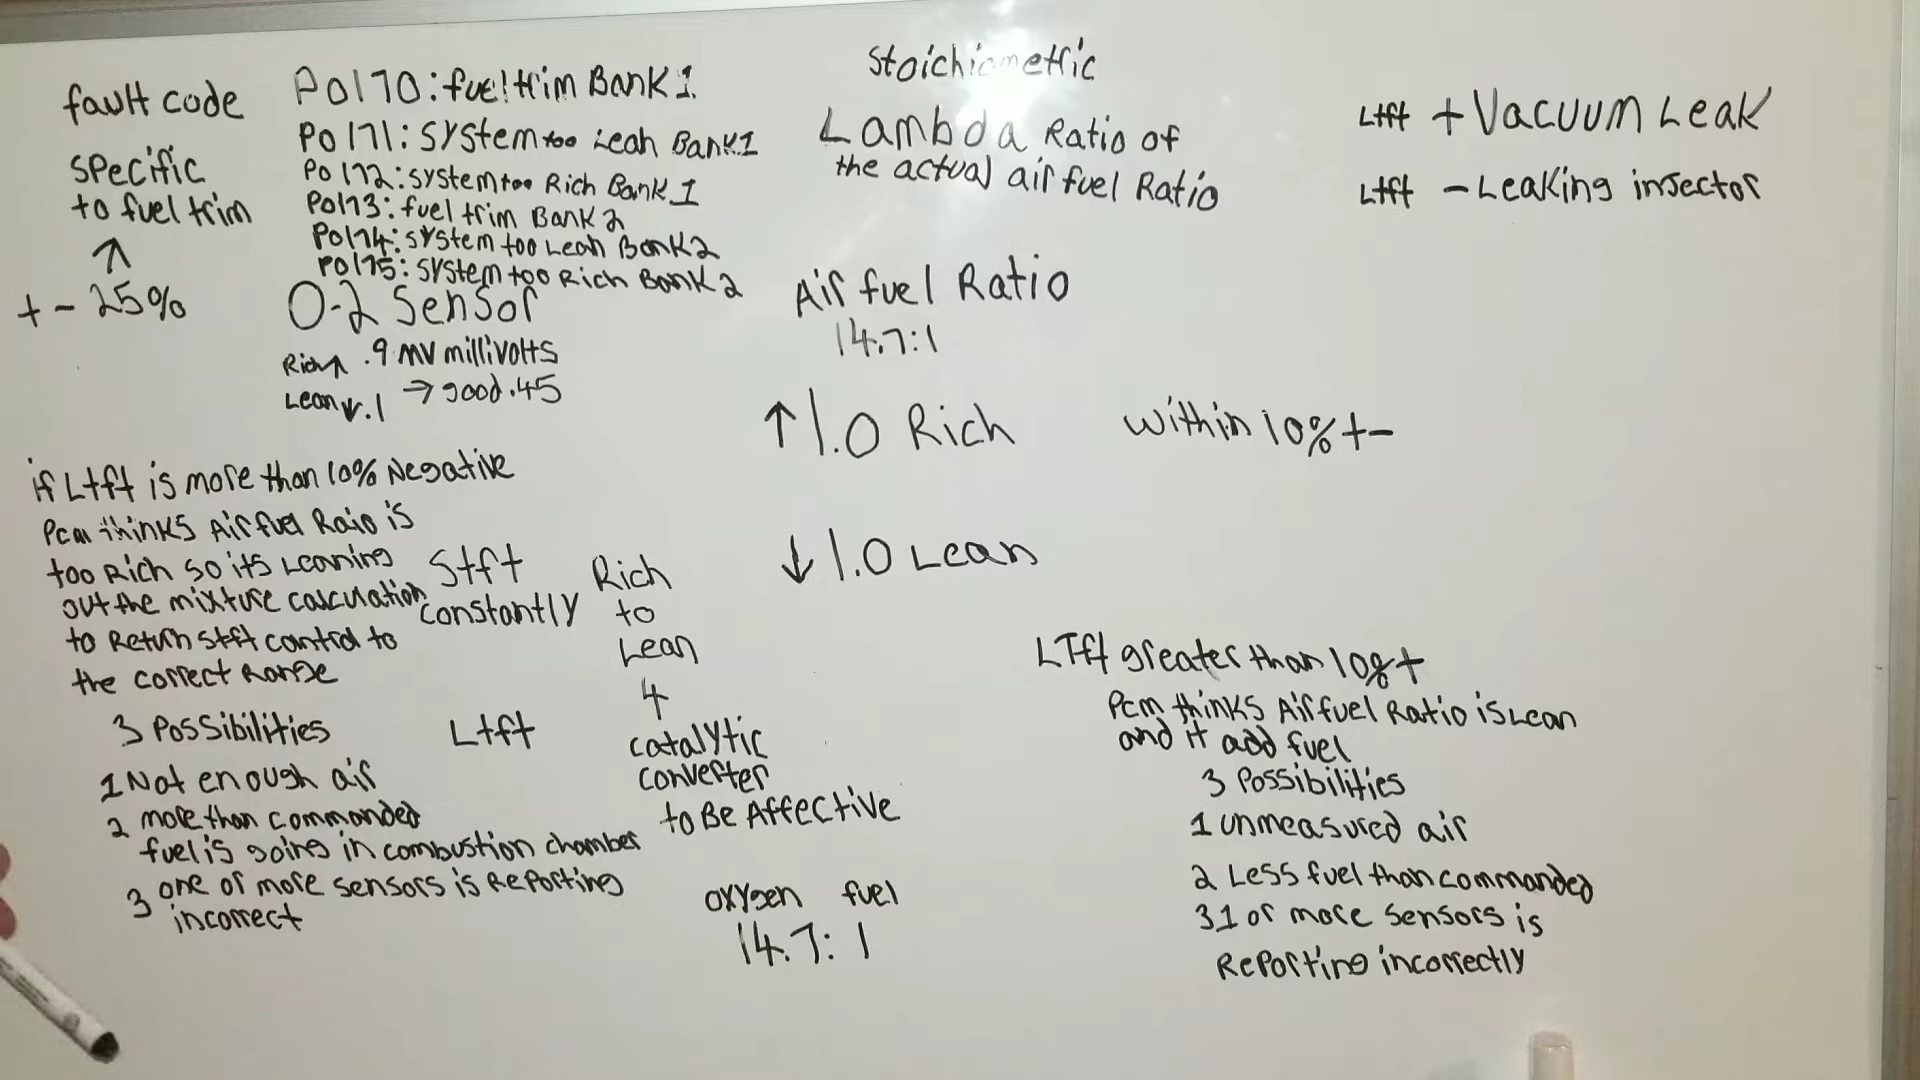 fault code
specific
to fuel trim
↑
+ - 25%
P0170: fuel trim Bank 1
P0171: system too Lean Bank 1
P0172: system too Rich Bank 1
P0173: fuel trim Bank 2
P0174: system too Lean Bank 2
P0175: system too Rich Bank 2
O-2 Sensor
Rich ↑ .9 mv millivolts
Lean ↓ .1 → good .45
if Ltft is more than 10% Negative
Pcm thinks Air fuel Raio is
too Rich so its Leaning
out the mixture calculation
to Return stft control to
the correct Range
3 Possibilities
1 Not enough air
2 more than commanded
fuel is going in combustion chamber
3 one or more sensors is Reporting
incorrect
Stft
constantly
Ltft
Rich
to
Lean
4
catalytic
converter
to Be Affective
oxygen fuel
14.7: 1
Stoichiometric
Lambda Ratio of
the actual air fuel Ratio
Air fuel Ratio
14.7:1
↑ 1.0 Rich
↓ 1.0 Lean
within 10% + -
Ltft + Vacuum Leak
Ltft - Leaking injector
LTft greater than 10% +
Pcm thinks Air fuel Ratio is Lean
and it add fuel
3 Possibilities
1 unmeasured air
2 Less fuel than commanded
3 1 or more sensors is
Reporting incorrectly